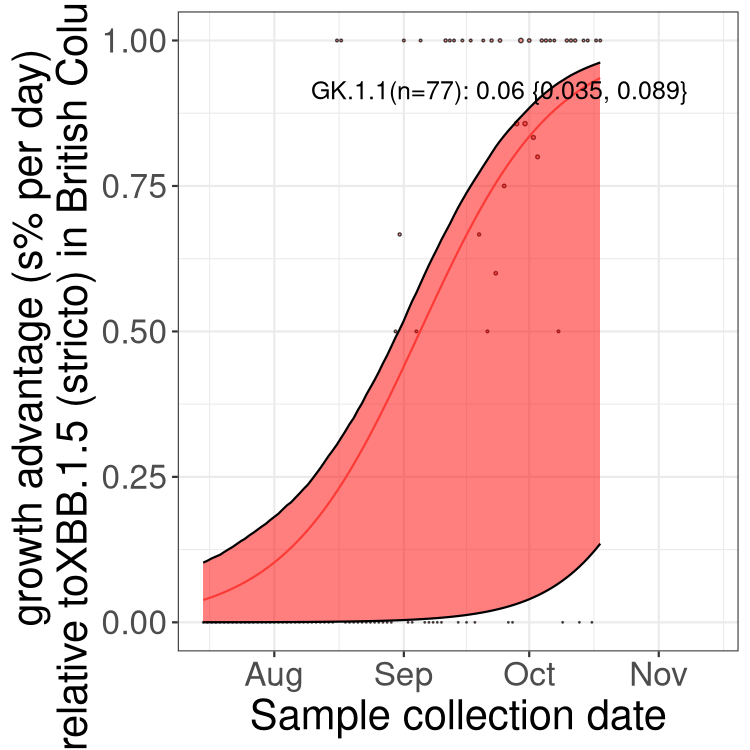 growth advantage (s% per day)
relative toXBB.1.5 (stricto) in British Colu
1.00
0.75
0.50
0.25
0.00
GK.1.1(n=77): 0.06 {0.035, 0.089}
Aug Sep Oct Nov
Sample collection date